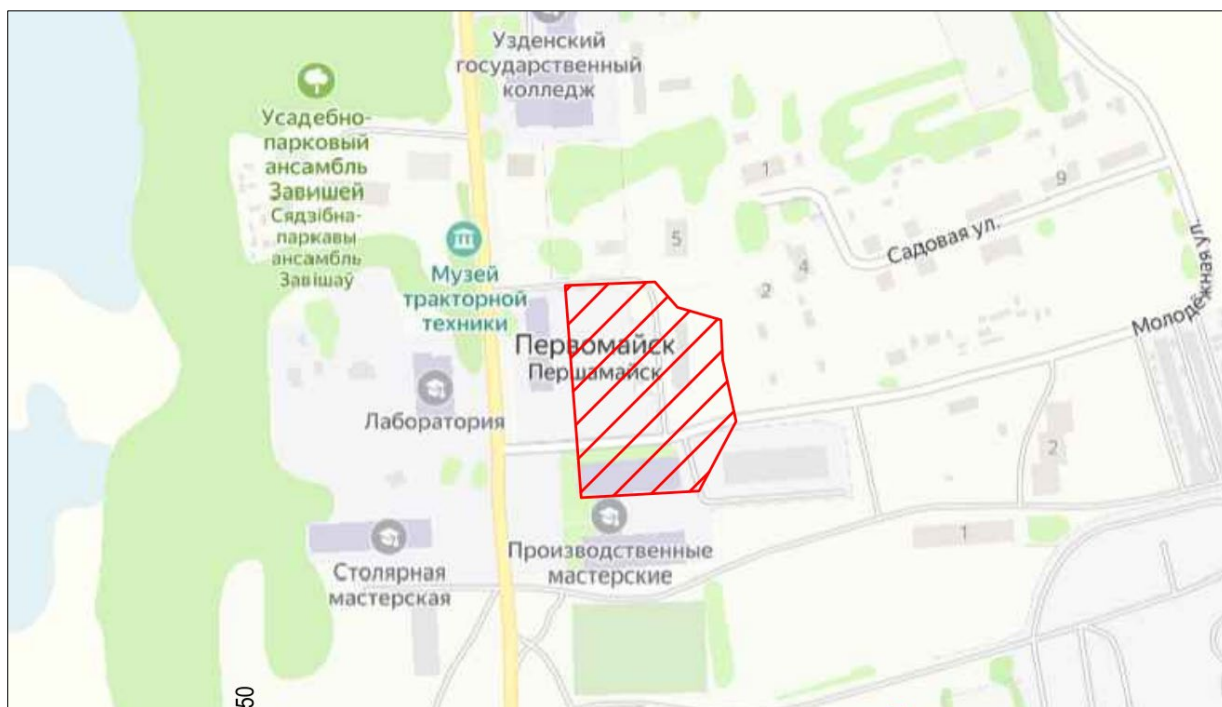 Узденский
государственный
колледж
Усадебно-
парковый
ансамбль
Завишей
Сядзібна-
паркавы
ансамбль
Завішаў
1
9
5
Садовая ул.
4
2
Молодёжная ул.
Музей
тракторной
техники
Первомайск
Першамайск
Лаборатория
2
1
Производственные
мастерские
Столярная
мастерская
50